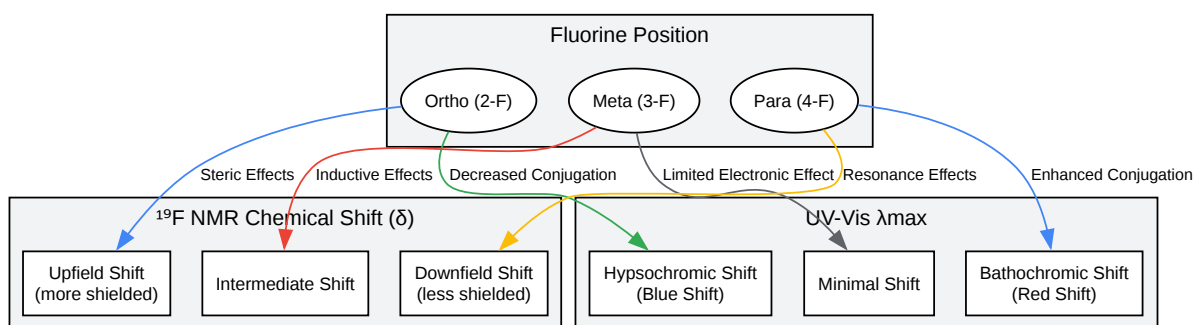 Fluorine Position
Ortho (2-F)
Meta (3-F)
Para (4-F)
Steric Effects
Inductive Effects
Decreased Conjugation
Limited Electronic Effect
Resonance Effects
Enhanced Conjugation
¹⁹F NMR Chemical Shift (δ)
UV-Vis λmax
Upfield Shift
(more shielded)
Intermediate Shift
Downfield Shift
(less shielded)
Hypsochromic Shift
(Blue Shift)
Minimal Shift
Bathochromic Shift
(Red Shift)